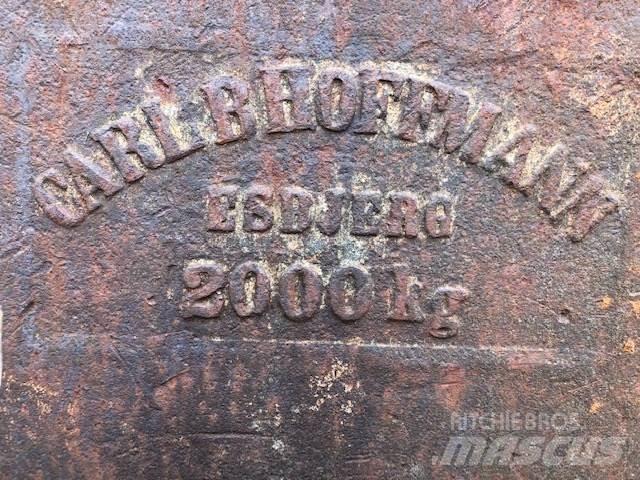 CARL B HOFFMANN
ESBJERG
2000 kg
RITCHIE BROS.
MASCUS